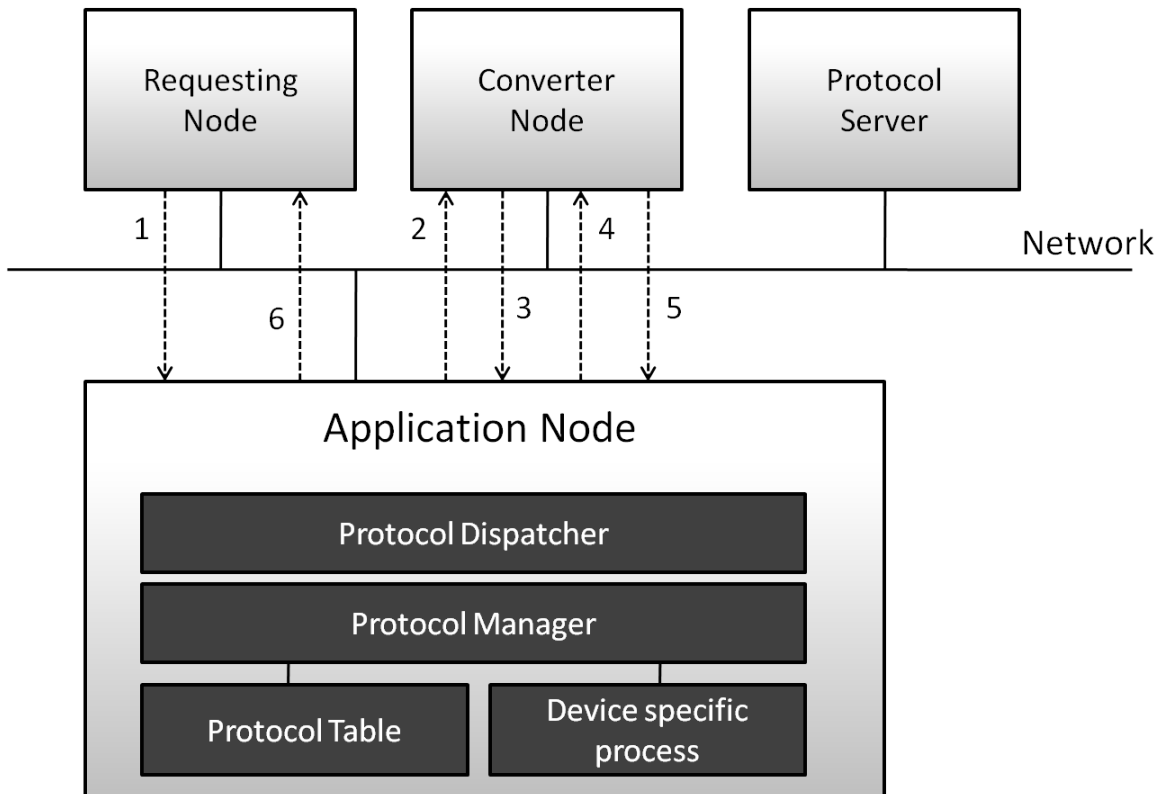 Requesting
Node
Converter
Node
Protocol
Server
1
2
4
Network
6
3
5
Application Node
Protocol Dispatcher
Protocol Manager
Protocol Table
Device specific
process